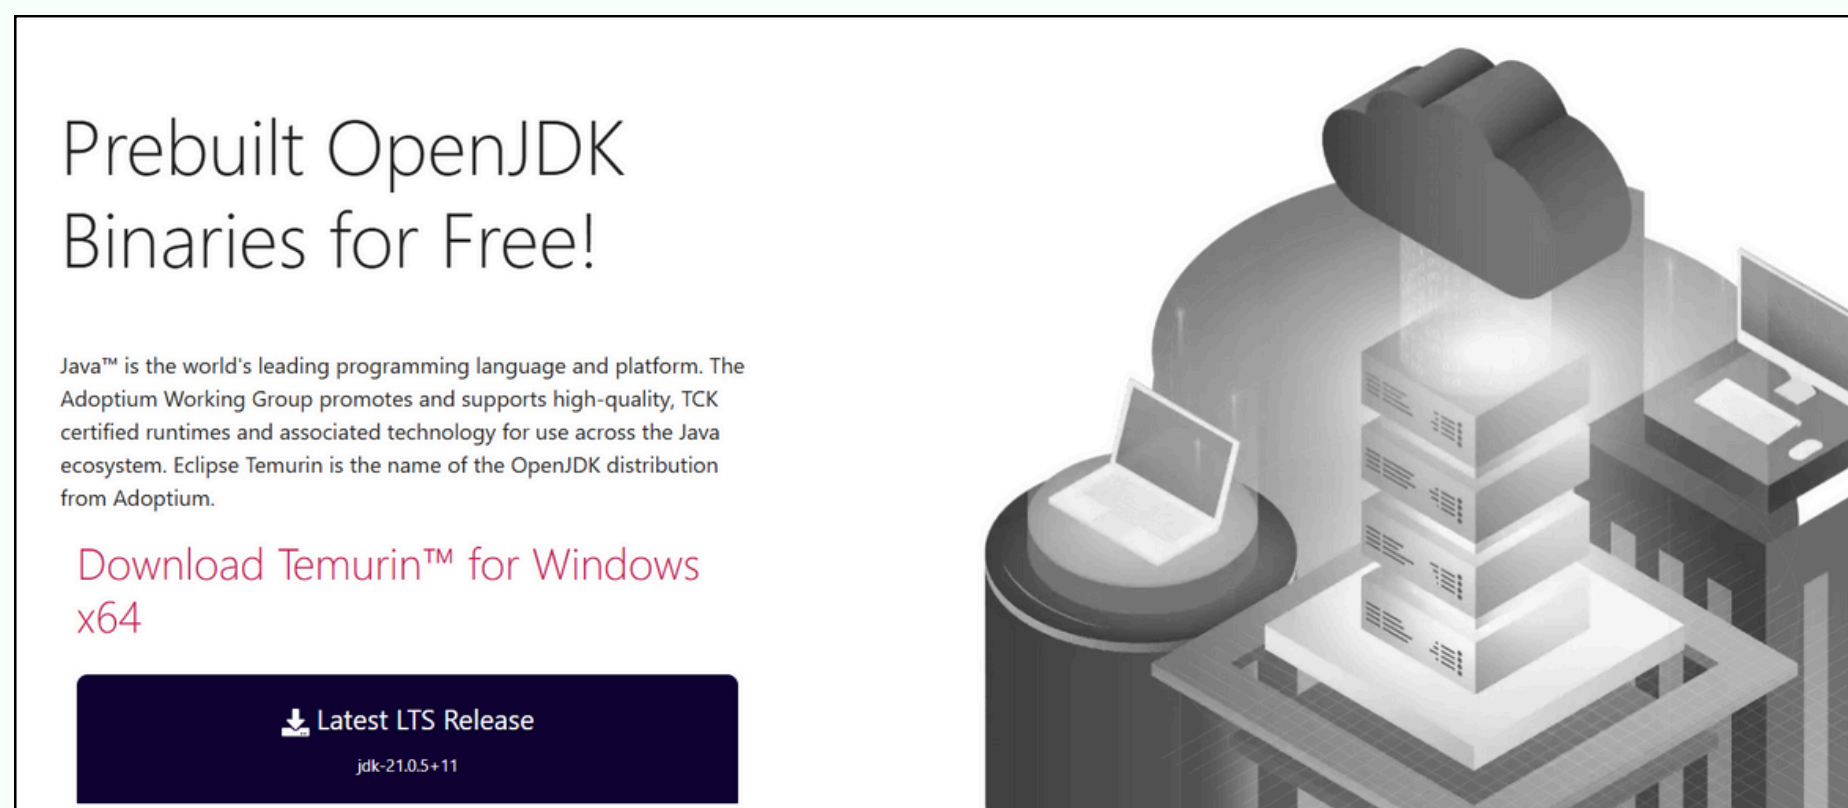 Prebuilt OpenJDK
Binaries for Free!
Java™ is the world's leading programming language and platform. The
Adoptium Working Group promotes and supports high-quality, TCK
certified runtimes and associated technology for use across the Java
ecosystem. Eclipse Temurin is the name of the OpenJDK distribution
from Adoptium.
Download Temurin™ for Windows
x64
Latest LTS Release
jdk-21.0.5+11